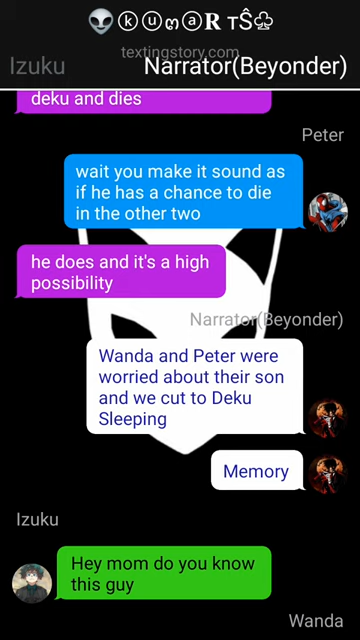 👽ⓚⓤന𝐑 ꓄Ŝ♧
textingstory.com
Izuku Narrator(Beyonder)
deku and dies
Peter
wait you make it sound as
if he has a chance to die
in the other two
he does and it's a high
possibility
Narrator(Beyonder)
Wanda and Peter were
worried about their son
and we cut to Deku
Sleeping
Memory
Izuku
Hey mom do you know
this guy
Wanda